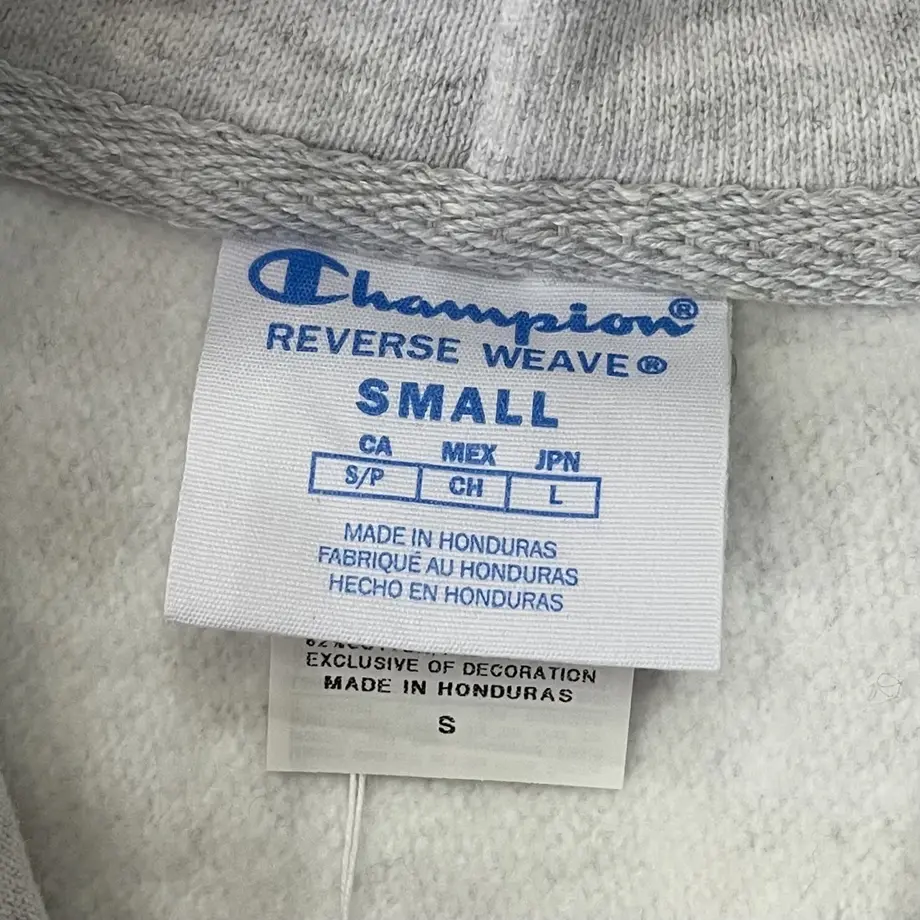 Champion®
REVERSE WEAVE®
SMALL
CA MEX JPN
S/P CH L
MADE IN HONDURAS
FABRIQUÉ AU HONDURAS
HECHO EN HONDURAS
EXCLUSIVE OF DECORATION
MADE IN HONDURAS
S